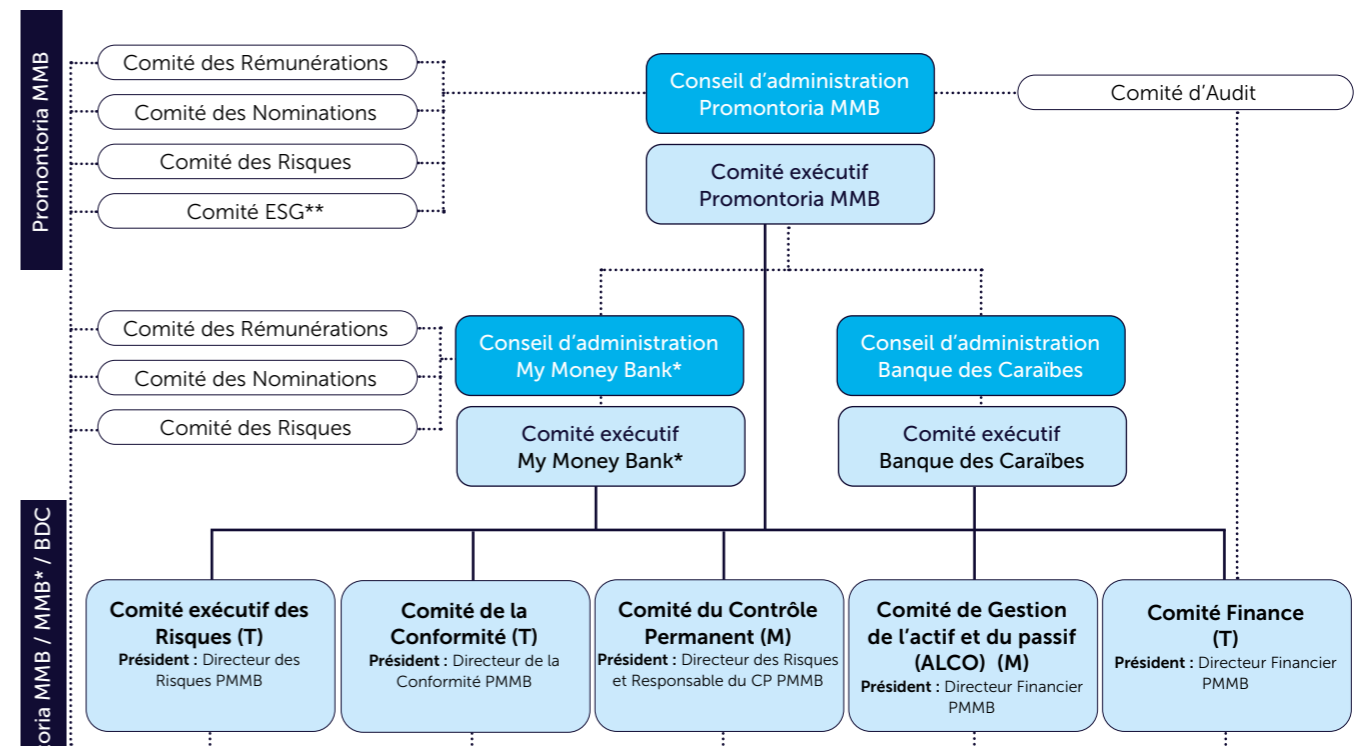 Promontoria MMB
Comité des Rémunérations
Comité des Nominations
Comité des Risques
Comité ESG**
Conseil d'administration
Promontoria MMB
Comité exécutif
Promontoria MMB
Comité d'Audit
Comité des Rémunérations
Comité des Nominations
Comité des Risques
Conseil d'administration
My Money Bank*
Comité exécutif
My Money Bank*
Conseil d'administration
Banque des Caraïbes
Comité exécutif
Banque des Caraïbes
toria MMB / MMB* / BDC
Comité exécutif des
Risques (T)
Président : Directeur des
Risques PMMB
Comité de la
Conformité (T)
Président : Directeur de la
Conformité PMMB
Comité du Contrôle
Permanent (M)
Président : Directeur des Risques
et Responsable du CP PMMB
Comité de Gestion
de l'actif et du passif
(ALCO) (M)
Président : Directeur Financier
PMMB
Comité Finance
(T)
Président : Directeur Financier
PMMB